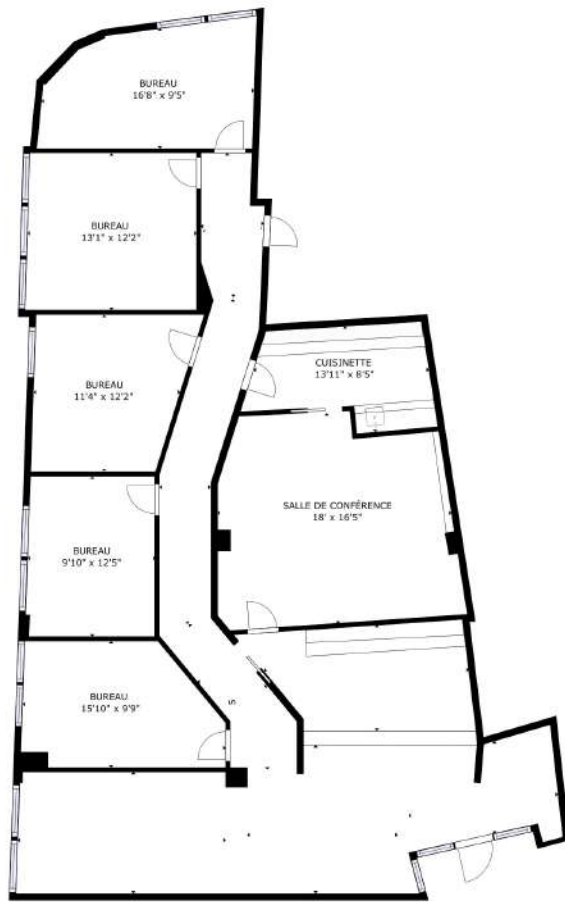 BUREAU
16'8" x 9'5"
BUREAU
13'1" x 12'2"
BUREAU
11'4" x 12'2"
CUISINETTE
13'11" x 8'5"
SALLE DE CONFÉRENCE
18' x 16'5"
BUREAU
9'10" x 12'5"
BUREAU
15'10" x 9'9"